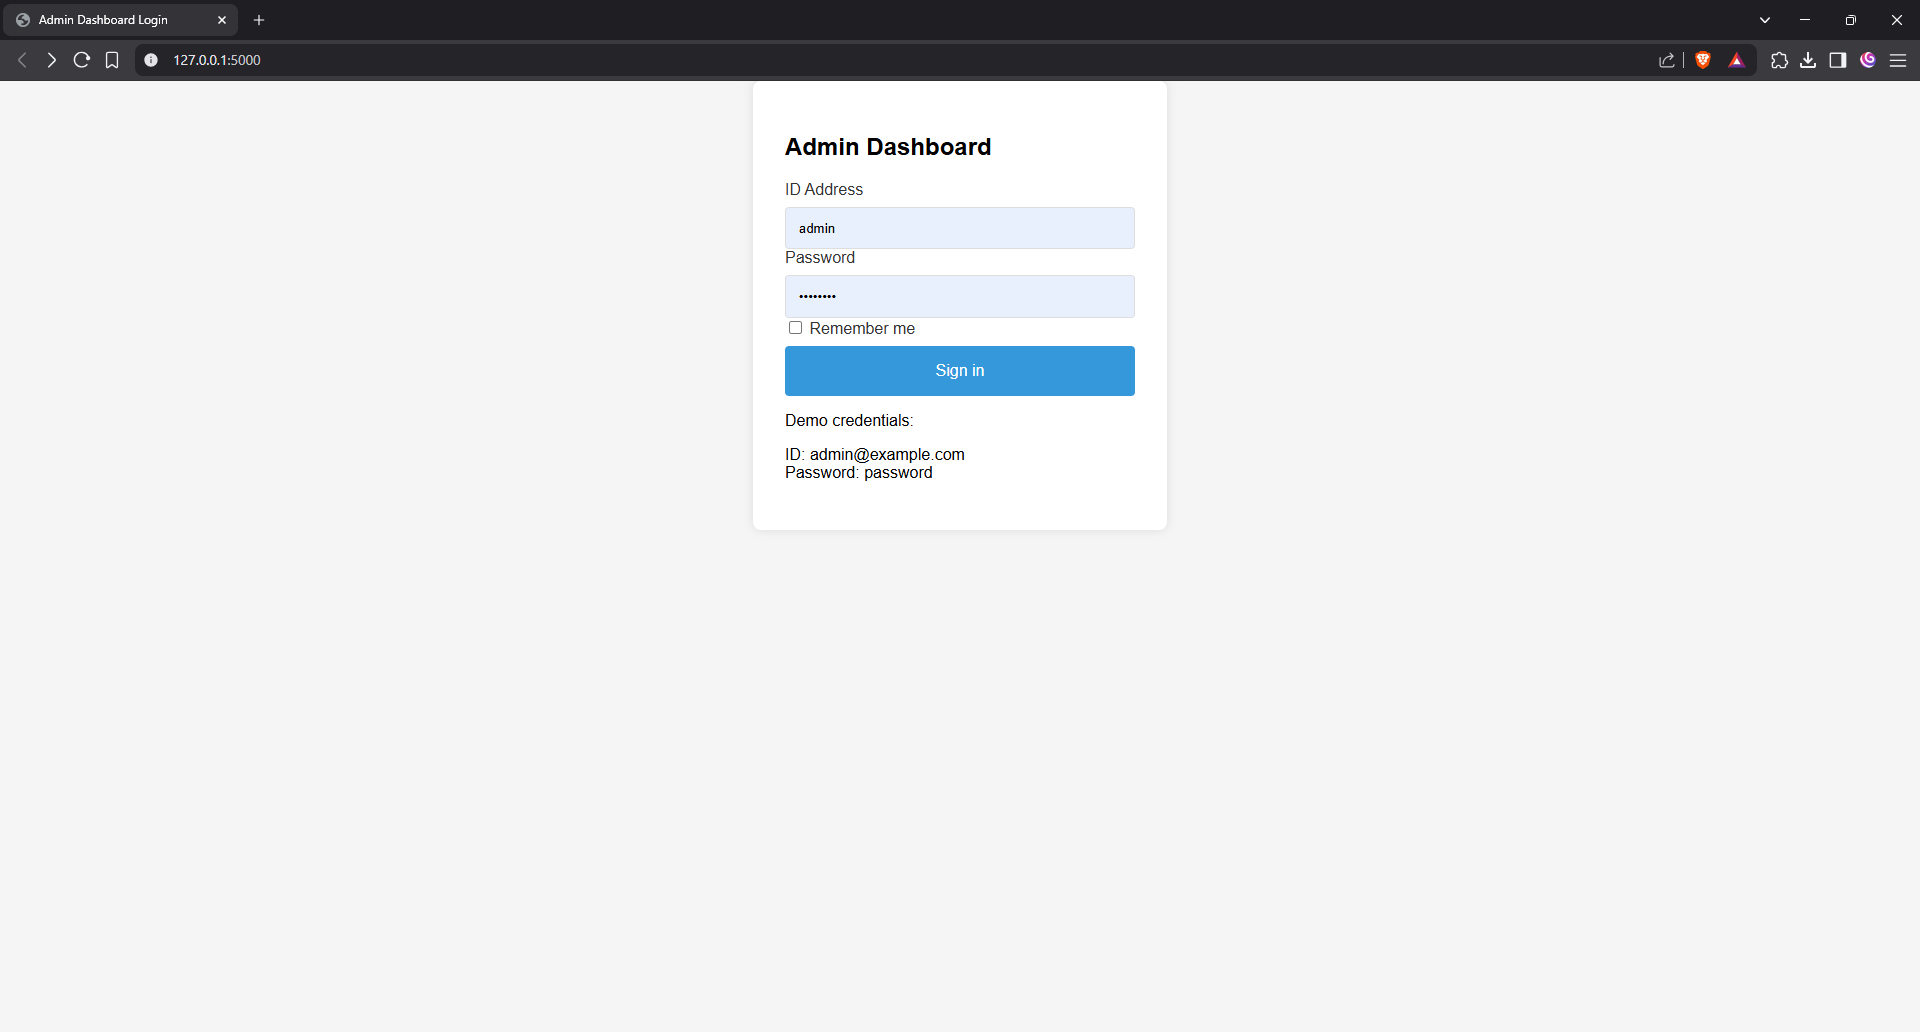 Admin Dashboard Login
127.0.0.1:5000
Admin Dashboard
ID Address
admin
Password
••••••••
Remember me
Sign in
Demo credentials:
ID: admin@example.com
Password: password